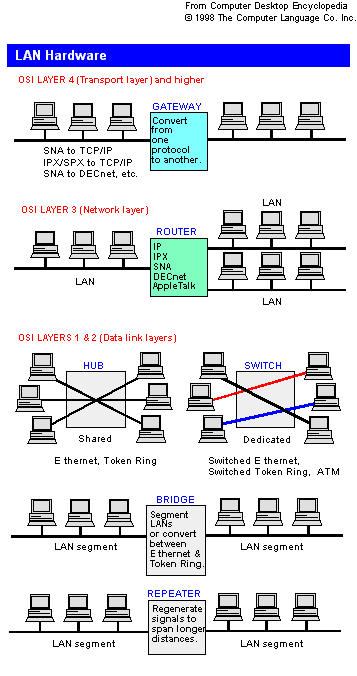 From Computer Desktop Encyclopedia
© 1998 The Computer Language Co. Inc.
LAN Hardware
OSI LAYER 4 (Transport layer) and higher
GATEWAY
Convert
from
one
protocol
to another.
SNA to TCP/IP
IPX/SPX to TCP/IP
SNA to DECnet, etc.
OSI LAYER 3 (Network layer)
LAN
ROUTER
IP
IPX
SNA
DECnet
AppleTalk
LAN
LAN
OSI LAYERS 1 & 2 (Data link layers)
HUB
Shared
Ethernet, Token Ring
SWITCH
Dedicated
Switched Ethernet,
Switched Token Ring, ATM
BRIDGE
Segment
LANs
or convert
between
Ethernet &
Token Ring.
LAN segment
LAN segment
REPEATER
Regenerate
signals to
span longer
distances.
LAN segment
LAN segment